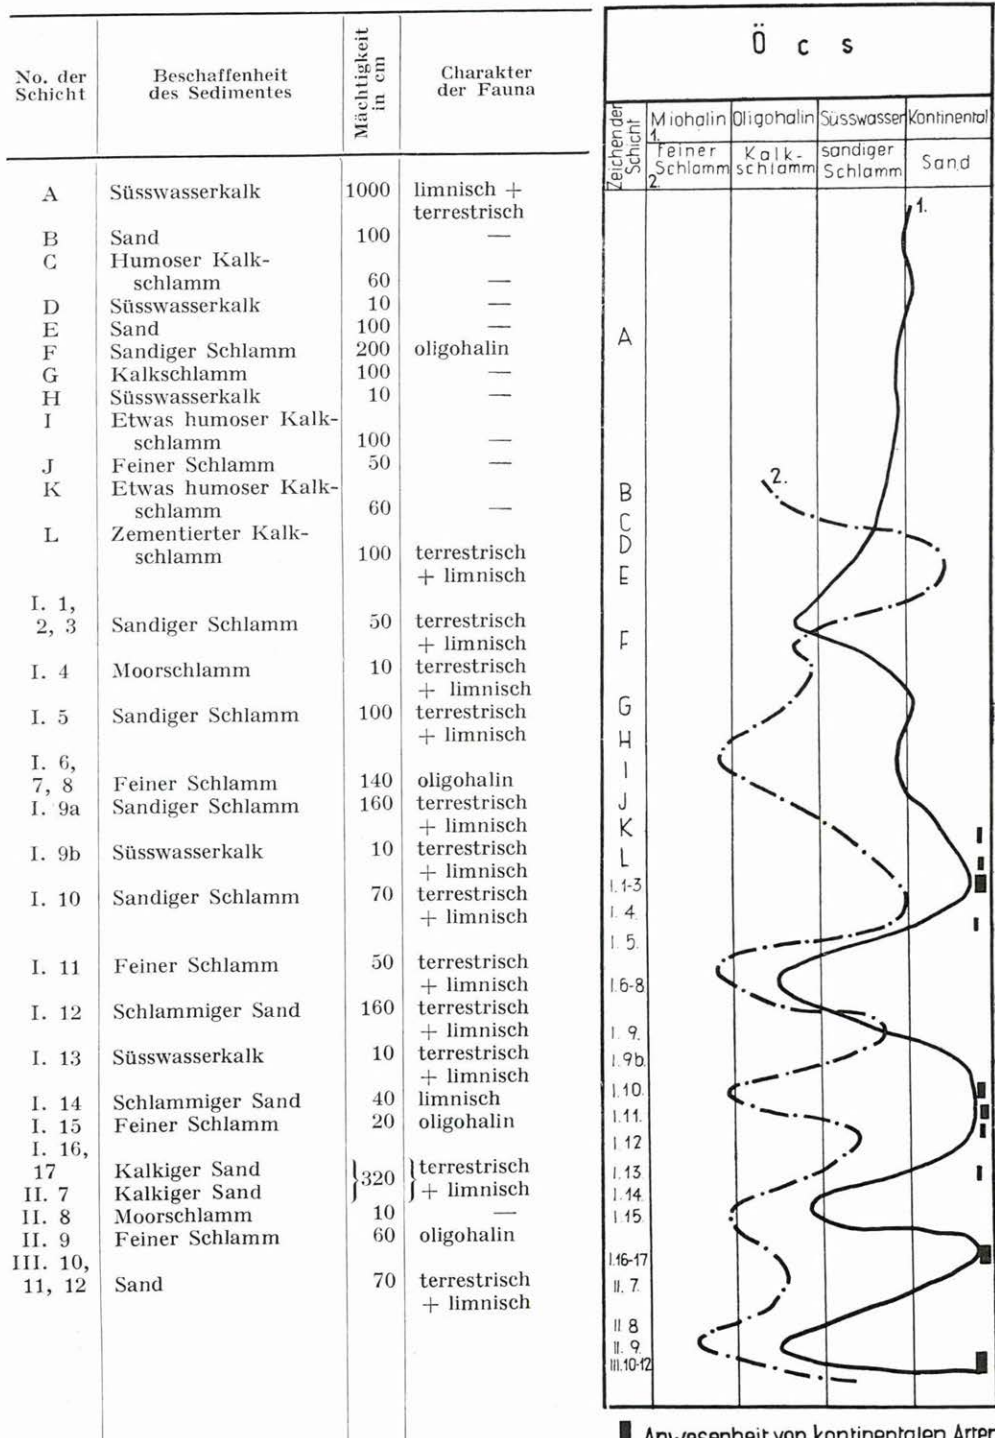 No. der Schicht | Beschaffenheit des Sedimentes | Mächtigkeit in cm | Charakter der Fauna
A Süsswasserkalk 1000 limnisch +
terrestrisch
B Sand 100 —
C Humoser Kalk-
schlamm 60 —
D Süsswasserkalk 10 —
E Sand 100 —
F Sandiger Schlamm 200 oligohalin
G Kalkschlamm 100 —
H Süsswasserkalk 10 —
I Etwas humoser Kalk-
schlamm 100 —
J Feiner Schlamm 50 —
K Etwas humoser Kalk-
schlamm 60 —
L Zementierter Kalk-
schlamm 100 terrestrisch
+ limnisch
I. 1,
2, 3 Sandiger Schlamm 50 terrestrisch
+ limnisch
I. 4 Moorschlamm 10 terrestrisch
+ limnisch
I. 5 Sandiger Schlamm 100 terrestrisch
+ limnisch
I. 6,
7, 8 Feiner Schlamm 140 oligohalin
I. 9a Sandiger Schlamm 160 terrestrisch
+ limnisch
I. 9b Süsswasserkalk 10 terrestrisch
+ limnisch
I. 10 Sandiger Schlamm 70 terrestrisch
+ limnisch
I. 11 Feiner Schlamm 50 terrestrisch
+ limnisch
I. 12 Schlammiger Sand 160 terrestrisch
+ limnisch
I. 13 Süsswasserkalk 10 terrestrisch
+ limnisch
I. 14 Schlammiger Sand 40 limnisch
I. 15 Feiner Schlamm 20 oligohalin
I. 16,
17 Kalkiger Sand } 320 } terrestrisch
II. 7 Kalkiger Sand + limnisch
II. 8 Moorschlamm 10 —
II. 9 Feiner Schlamm 60 oligohalin
III. 10,
11, 12 Sand 70 terrestrisch
+ limnisch
Öcs
Zeichen der Schicht
1. Miohalin Oligohalin Süsswasser Kontinental
2. Feiner Schlamm Kalk-schlamm sandiger Schlamm Sand
1.
A
2.
B
C
D
E
F
G
H
I
J
K
L
I. 1-3
I. 4.
I. 5.
I.6-8
I. 9.
I. 9b.
I.10.
I.11.
I. 12
I.13
I.14.
I.15.
I.16-17
II. 7.
II. 8
II. 9.
III.10-12
Anwesenheit von kontinentalen Arten